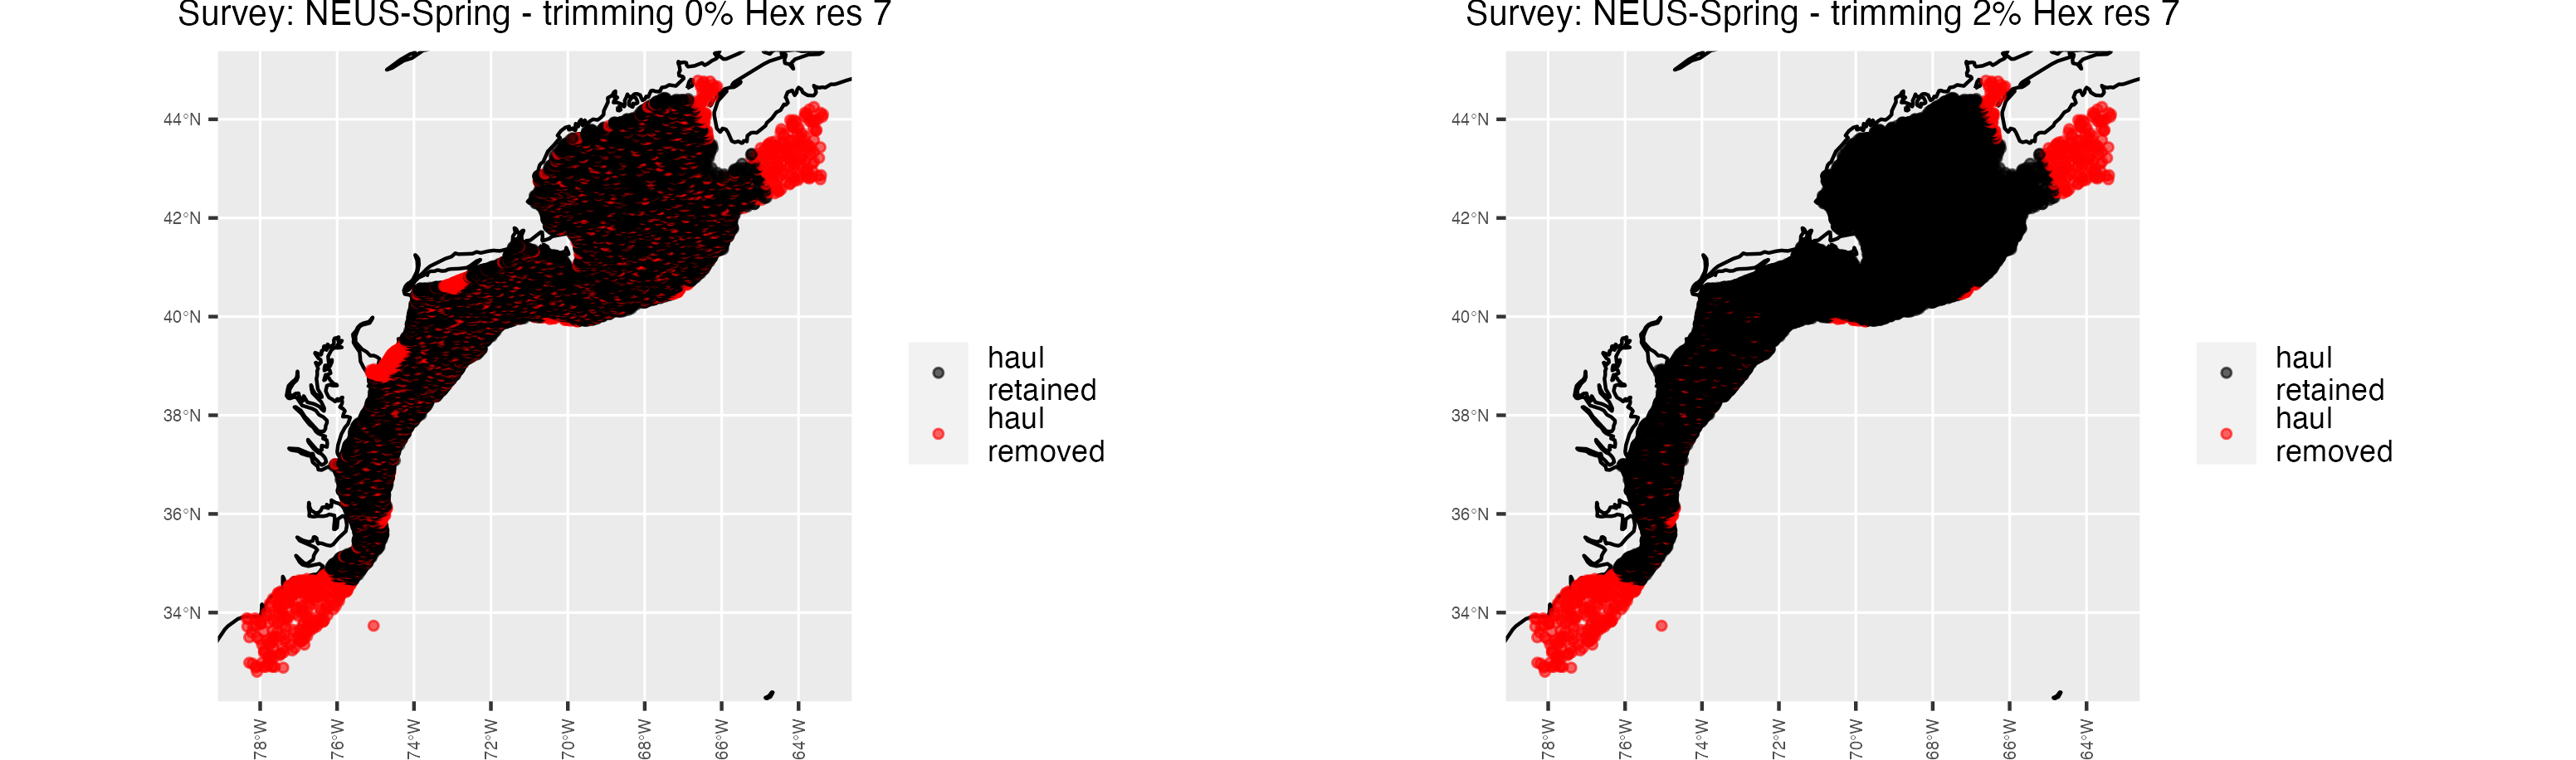 Survey: NEUS-Spring - trimming 0% Hex res 7
44°N
42°N
40°N
38°N
36°N
34°N
78°W
76°W
74°W
72°W
70°W
68°W
66°W
64°W
haul
retained
haul
removed
Survey: NEUS-Spring - trimming 2% Hex res 7
44°N
42°N
40°N
38°N
36°N
34°N
78°W
76°W
74°W
72°W
70°W
68°W
66°W
64°W
haul
retained
haul
removed